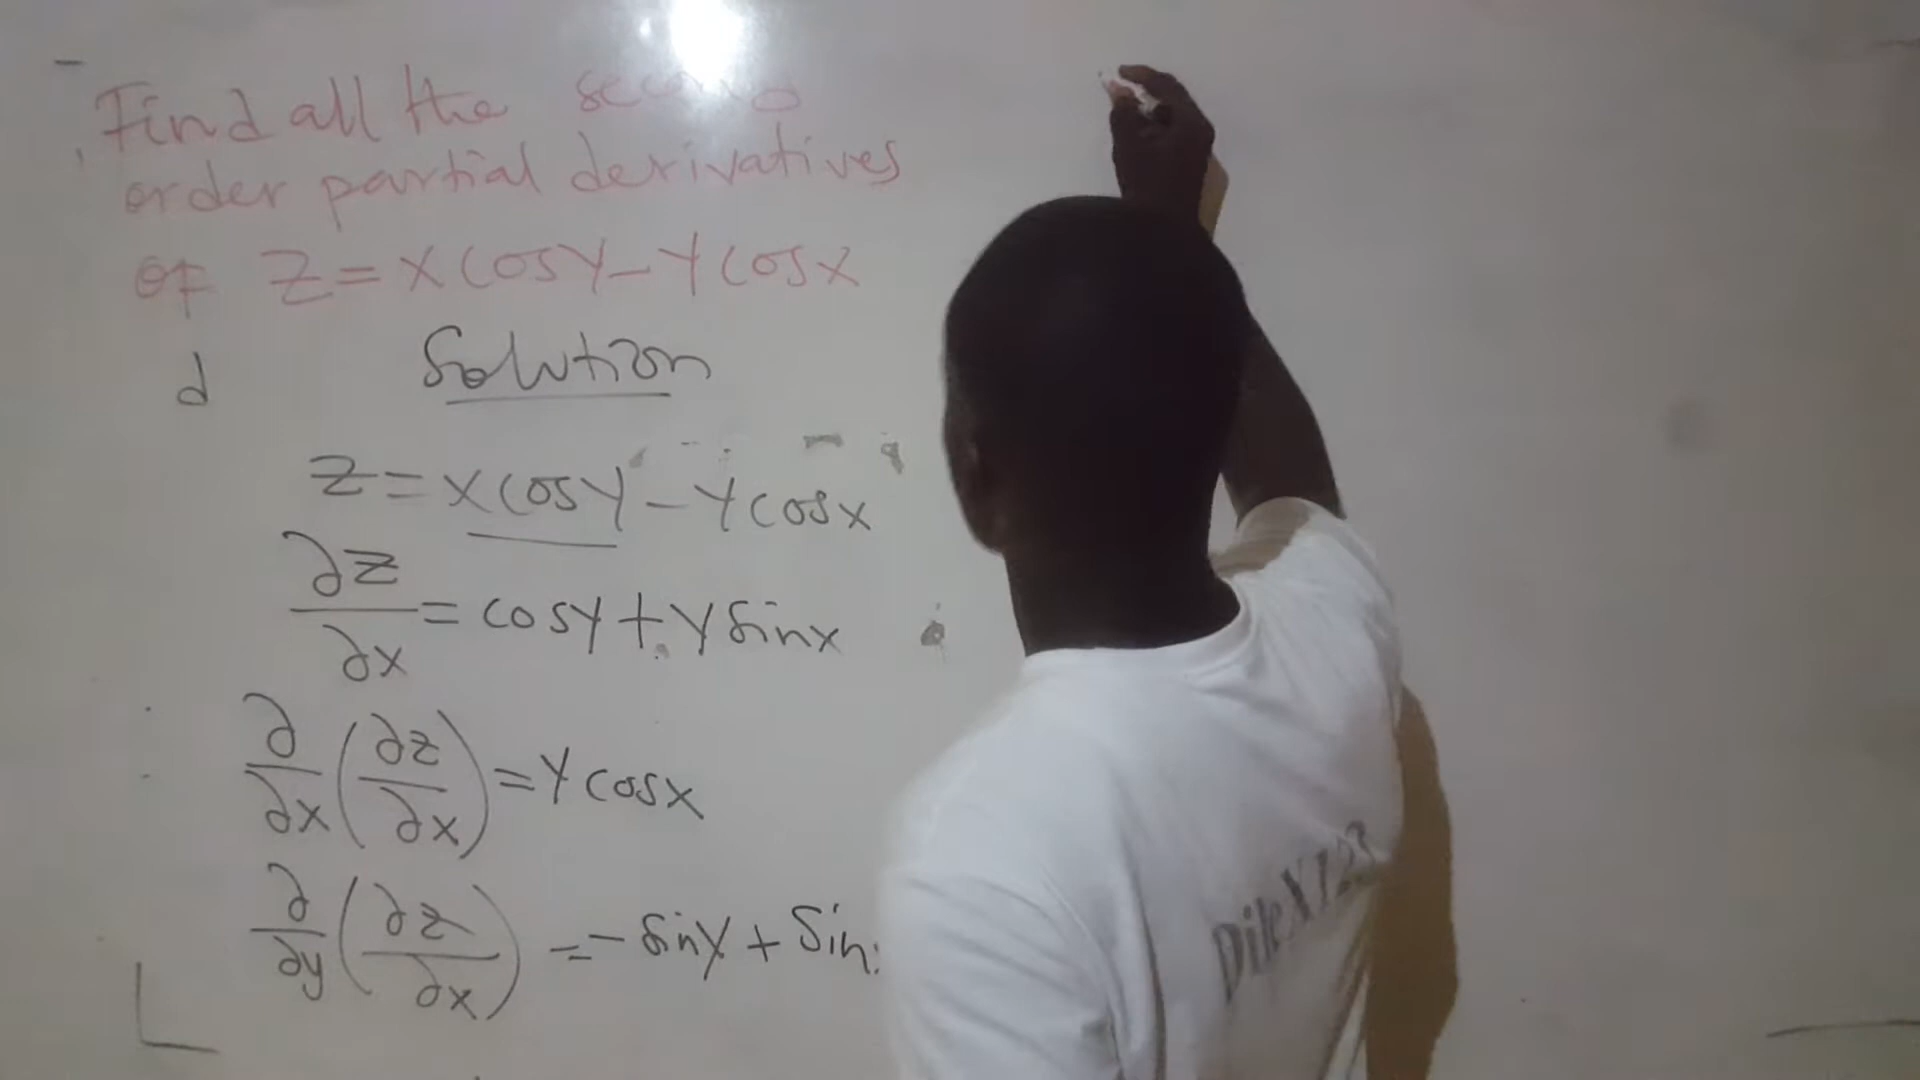 Find all the second
order partial derivatives
of z = x cos y - y cos x
d
Solution
z = x cos y - y cos x
∂z/∂x = cos y + y sin x
∂/∂x (∂z/∂x) = y cos x
∂/∂y (∂z/∂x) = - sin y + sin